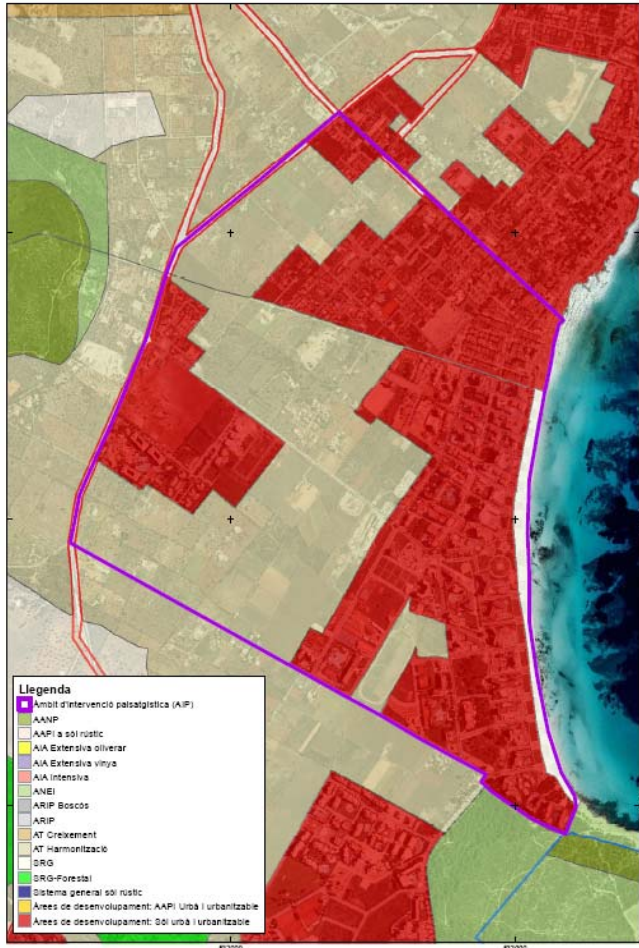 Llegenda
Àmbit d'intervenció paisatgística (AIP)
AANP
AAPI a sòl rústic
AIA Extensiva oliverar
AIA Extensiva vinya
AIA Intensiva
ANEI
ARIP Boscós
ARIP
AT Creixement
AT Harmonització
SRG
SRG-Forestal
Sistema general sòl rústic
Àrees de desenvolupament: AAPI Urbà i urbanitzable
Àrees de desenvolupament: Sòl urbà i urbanitzable